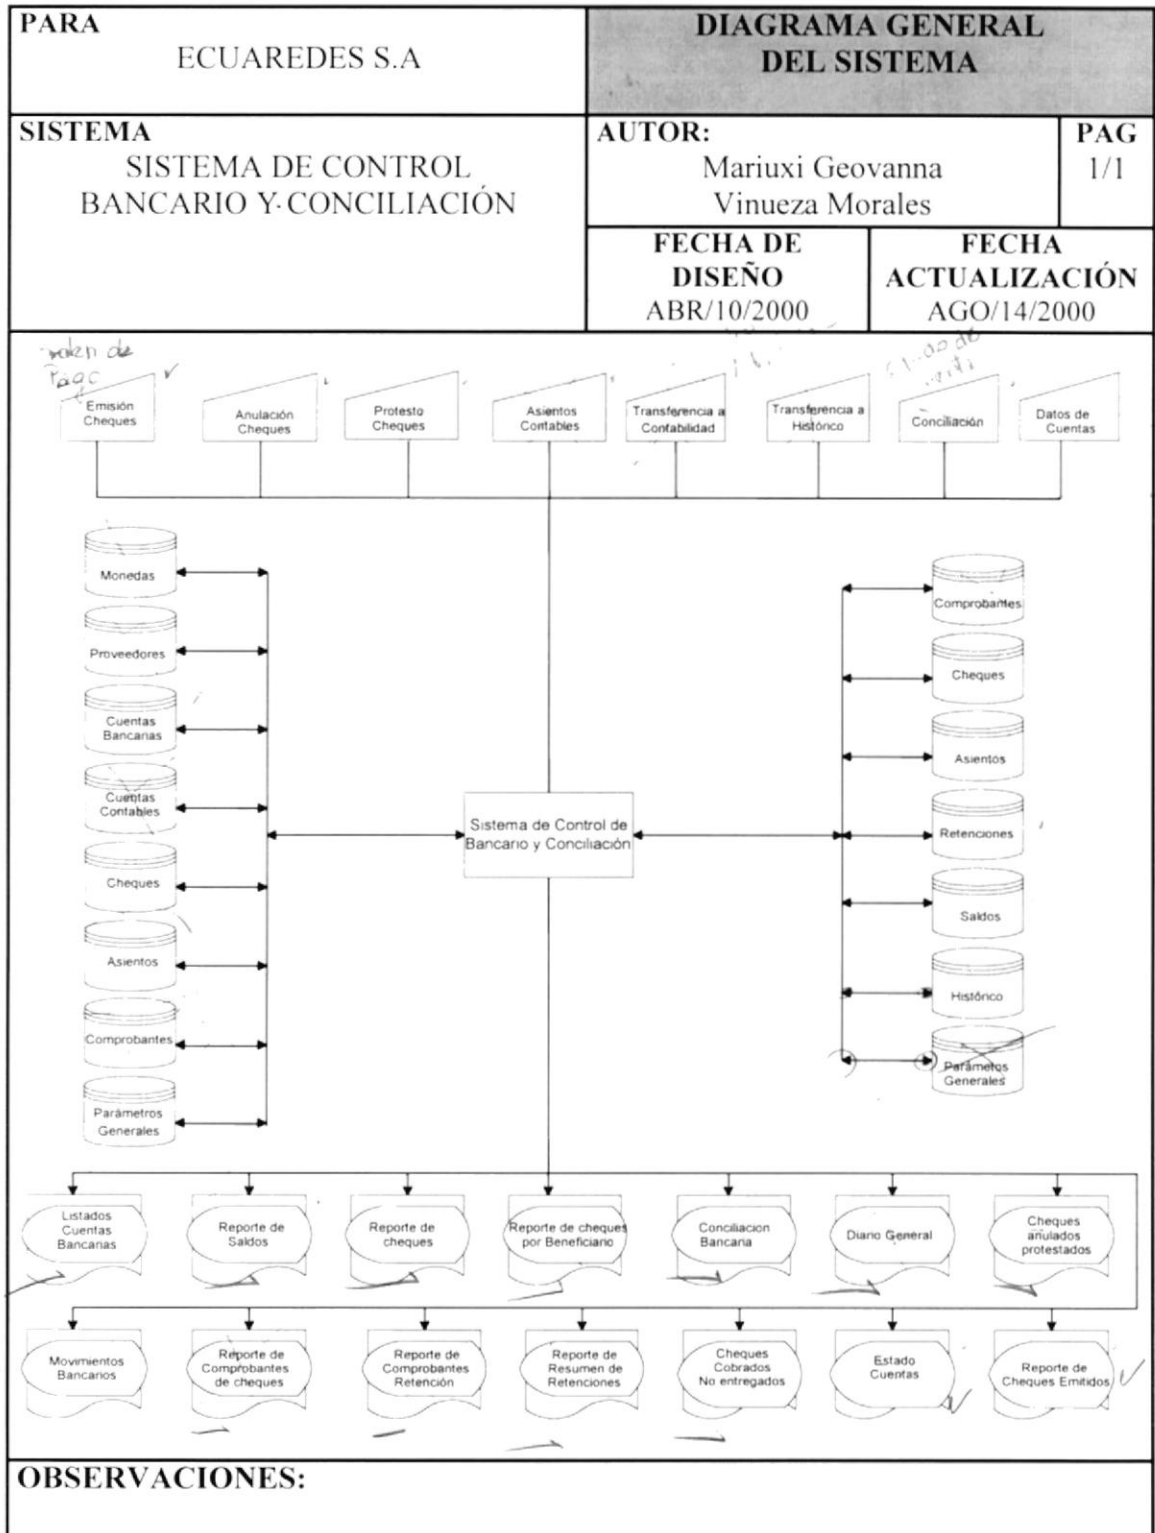 PARA
ECUAREDES S.A
DIAGRAMA GENERAL
DEL SISTEMA
SISTEMA
SISTEMA DE CONTROL
BANCARIO Y CONCILIACIÓN
AUTOR:
Mariuxi Geovanna
Vinueza Morales
PAG
1/1
FECHA DE
DISEÑO
ABR/10/2000
FECHA
ACTUALIZACIÓN
AGO/14/2000
Pago
Emisión
Cheques
Anulación
Cheques
Protesto
Cheques
Asientos
Contables
Transferencia a
Contabilidad
Transferencia a
Histórico
Conciliación
Datos de
Cuentas
Monedas
Proveedores
Cuentas
Bancarias
Cuentas
Contables
Cheques
Asientos
Comprobantes
Parámetros
Generales
Sistema de Control de
Bancario y Conciliación
Comprobantes
Cheques
Asientos
Retenciones
Saldos
Histórico
Parámetros
Generales
Listados
Cuentas
Bancarias
Reporte de
Saldos
Reporte de
cheques
Reporte de cheques
por Beneficiario
Conciliacion
Bancaria
Diario General
Cheques
anulados
protestados
Movimientos
Bancarios
Reporte de
Comprobantes
de cheques
Reporte de
Comprobantes
Retención
Reporte de
Resumen de
Retenciones
Cheques
Cobrados
No entregados
Estado
Cuentas
Reporte de
Cheques Emitidos
OBSERVACIONES: